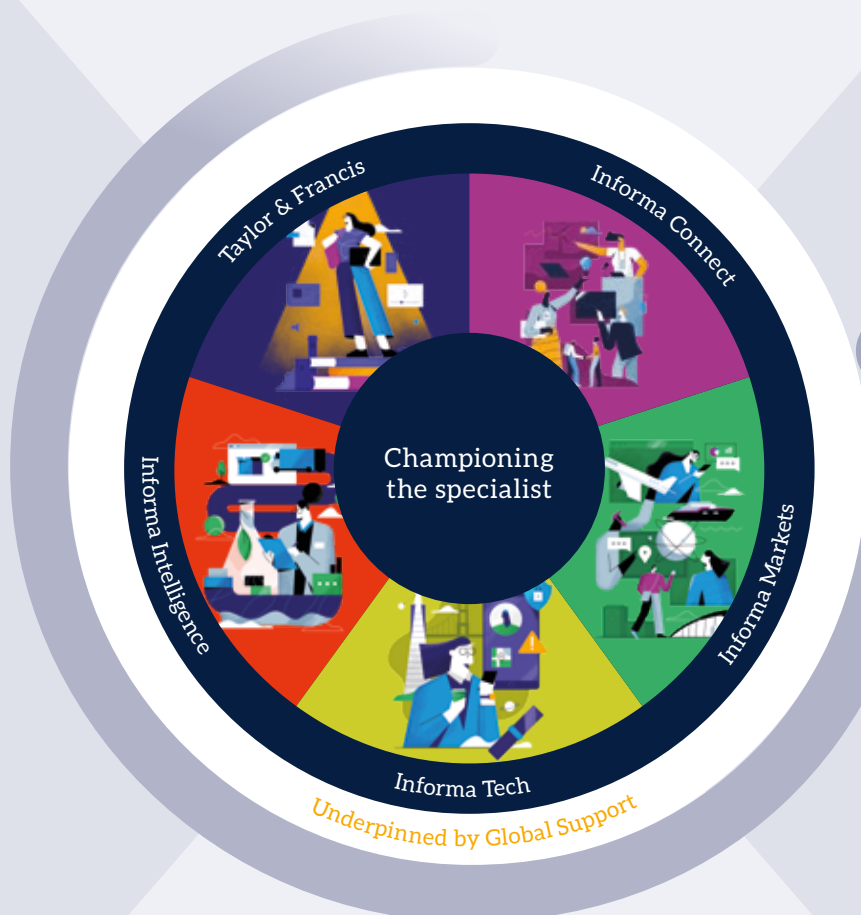 Taylor & Francis
Informa Connect
Championing
the specialist
Informa Intelligence
Informa Markets
Informa Tech
Underpinned by Global Support